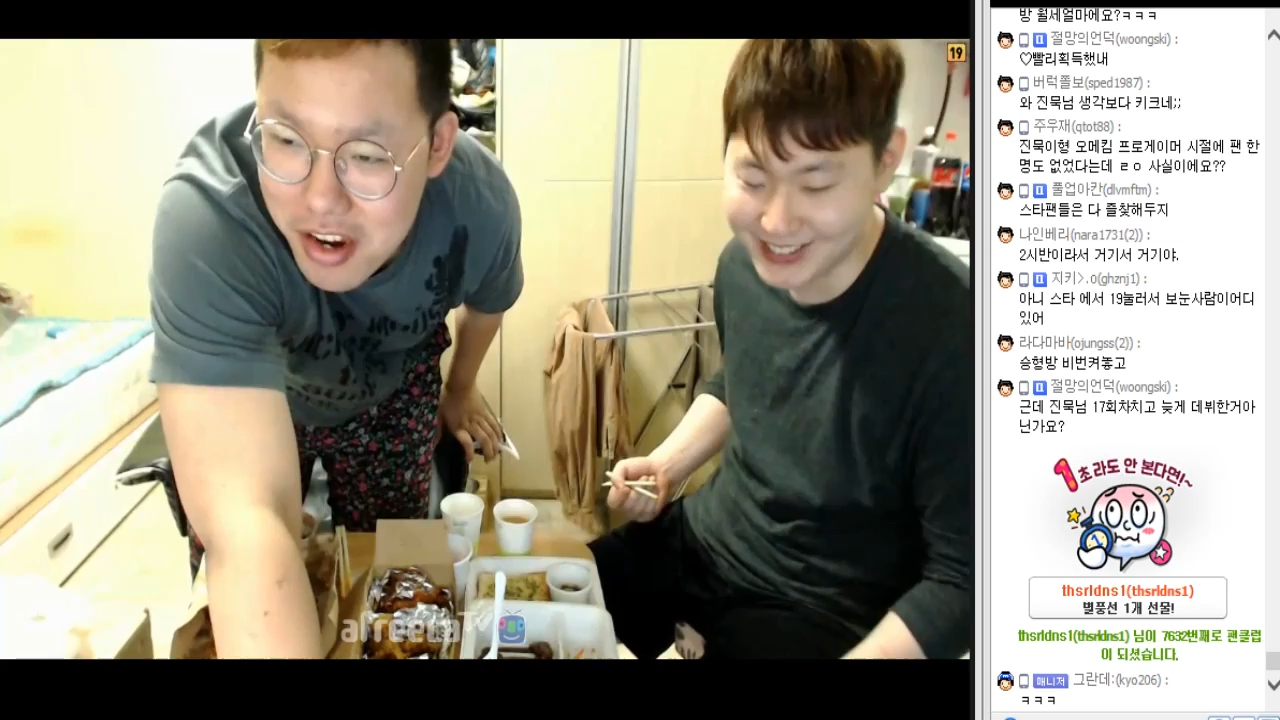 19
afreecaTV
방 월세얼마에요?ㅋㅋㅋ
절망의언덕(woongski) :
♡빨리획득했내
버럭쫄보(sped1987) :
와 진묵님 생각보다 키크네;;
주우재(qtot88) :
진묵이형 오메킴 프로게이머 시절에 팬 한
명도 없었다는데 ㄹㅇ 사실이에요??
풀업아칸(dlvmftm) :
스타팬들은 다 즐찾해두지
나인베리(nara1731(2)) :
2시반이라서 거기서 거기야.
지키>.0(ghznj1) :
아니 스타 에서 19눌러서 보눈사람이어디
있어
라다마바(ojungss(2)) :
승형방 비번켜놓고
절망의언덕(woongski) :
근데 진묵님 17회차치고 늦게 데뷔한거아
닌가요?
1초라도 안 본다면!~
thsrldns1(thsrldns1)
별풍선 1개 선물!
thsrldns1(thsrldns1) 님이 7632번째로 팬클럽
이 되셨습니다.
매니저 그란데:(kyo206) :
ㅋㅋㅋ